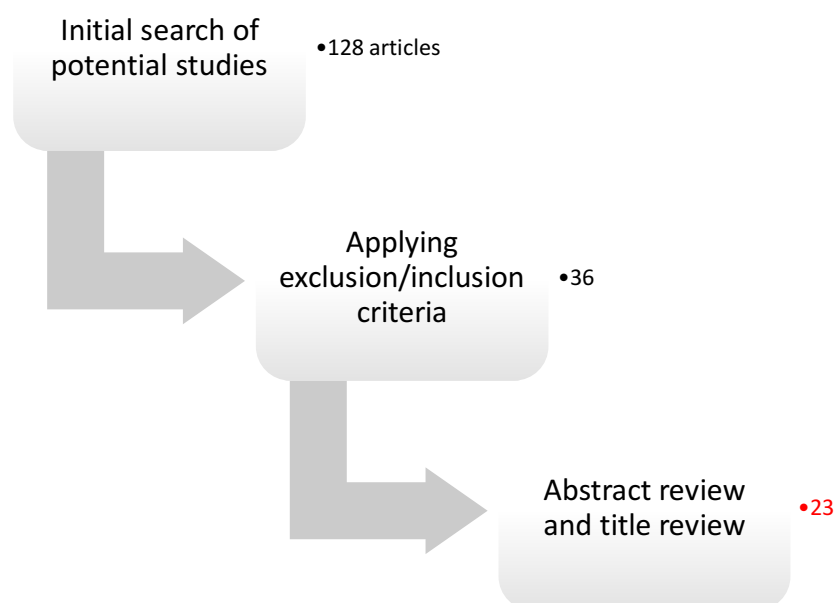 Initial search of
potential studies
•128 articles
Applying
exclusion/inclusion
criteria
•36
Abstract review
and title review
•23